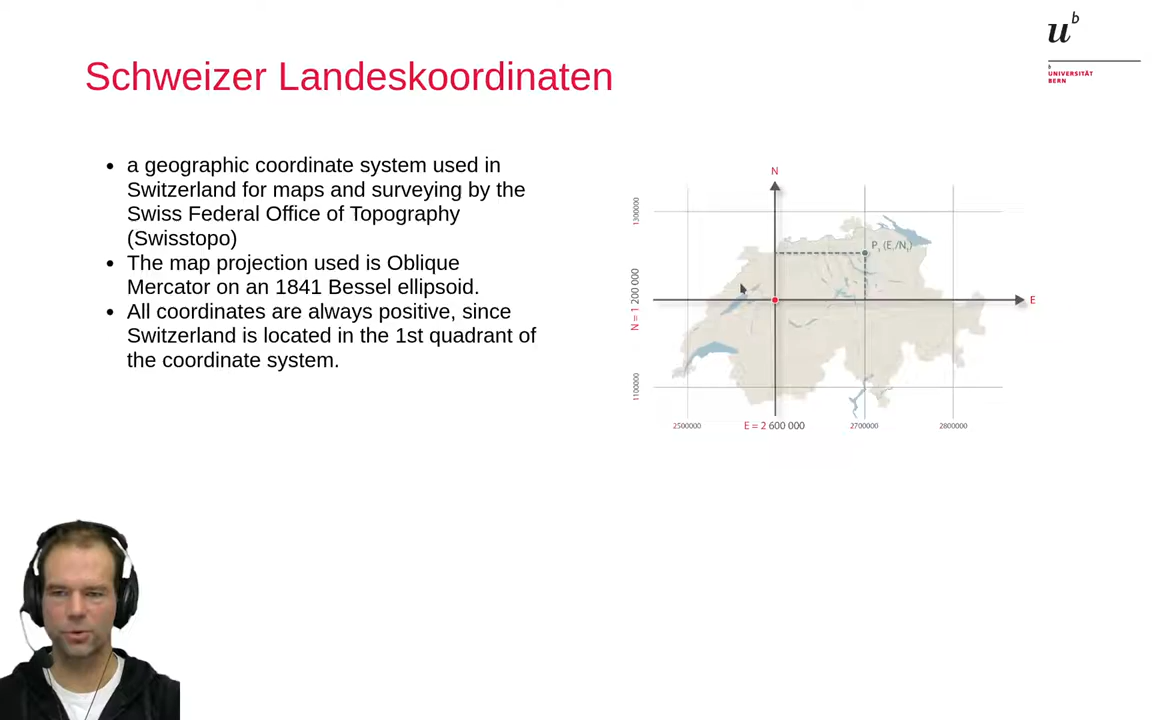 u^b
b
UNIVERSITÄT
BERN
Schweizer Landeskoordinaten
• a geographic coordinate system used in
Switzerland for maps and surveying by the
Swiss Federal Office of Topography
(Swisstopo)
• The map projection used is Oblique
Mercator on an 1841 Bessel ellipsoid.
• All coordinates are always positive, since
Switzerland is located in the 1st quadrant of
the coordinate system.
N
1300000
N = 1 200 000
1100000
E
2500000
E = 2 600 000
2700000
2800000